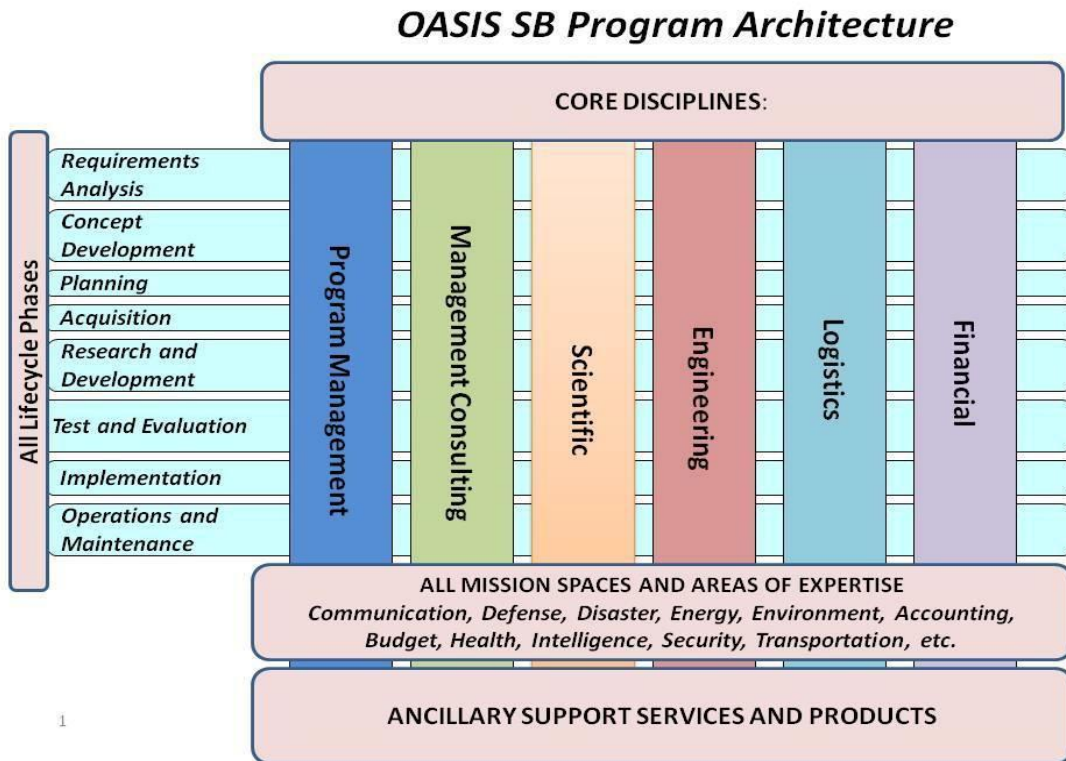 OASIS SB Program Architecture
CORE DISCIPLINES:
All Lifecycle Phases
Requirements
Analysis
Concept
Development
Planning
Acquisition
Research and
Development
Test and Evaluation
Implementation
Operations and
Maintenance
Program Management
Management Consulting
Scientific
Engineering
Logistics
Financial
ALL MISSION SPACES AND AREAS OF EXPERTISE
Communication, Defense, Disaster, Energy, Environment, Accounting,
Budget, Health, Intelligence, Security, Transportation, etc.
ANCILLARY SUPPORT SERVICES AND PRODUCTS
1